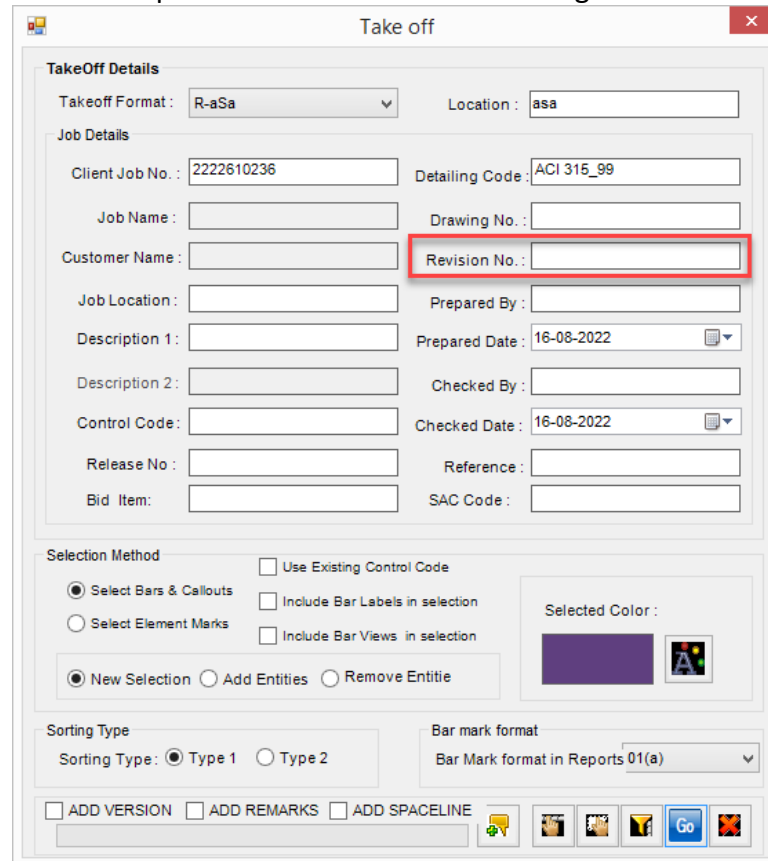 Take off
TakeOff Details
Takeoff Format : R-aSa Location : asa
Job Details
Client Job No. : 2222610236 Detailing Code : ACI 315_99
Job Name : Drawing No. :
Customer Name : Revision No. :
Job Location : Prepared By :
Description 1 : Prepared Date : 16-08-2022
Description 2 : Checked By :
Control Code : Checked Date : 16-08-2022
Release No : Reference :
Bid Item: SAC Code :
Selection Method
Use Existing Control Code
Select Bars & Callouts
Include Bar Labels in selection
Selected Color :
Select Element Marks
Include Bar Views in selection
A
New Selection Add Entities Remove Entitie
Sorting Type Bar mark format
Sorting Type : Type 1 Type 2 Bar Mark format in Reports 01(a)
ADD VERSION ADD REMARKS ADD SPACELINE
Go